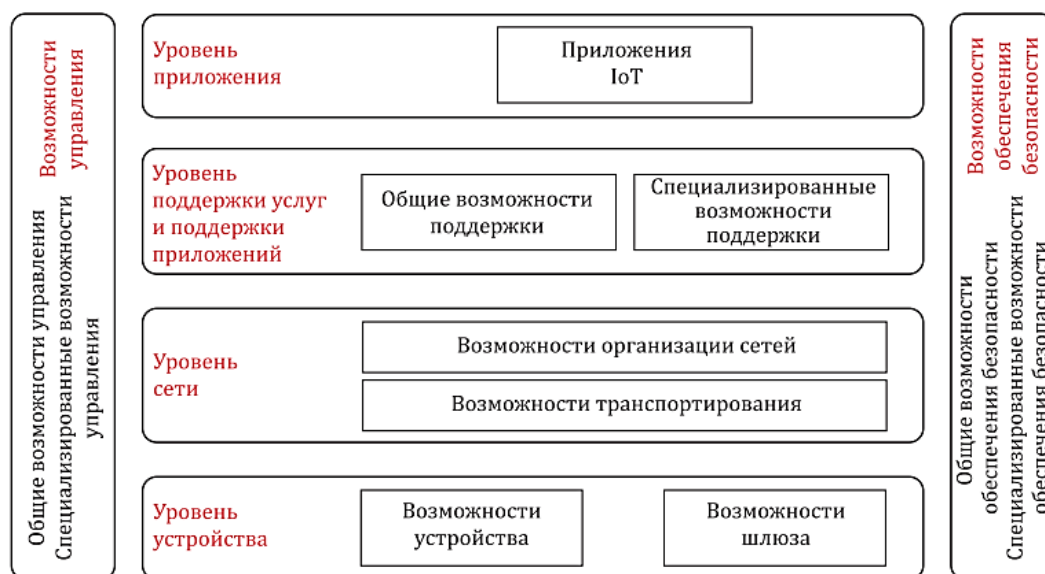 Возможности
управления
Общие возможности управления
Специализированные возможности
управления
Уровень
приложения
Приложения
IoT
Уровень
поддержки услуг
и поддержки
приложений
Общие возможности
поддержки
Специализированные
возможности
поддержки
Уровень
сети
Возможности организации сетей
Возможности транспортирования
Уровень
устройства
Возможности
устройства
Возможности
шлюза
Возможности
обеспечения
безопасности
Общие возможности
обеспечения безопасности
Специализированные возможности
обеспечения безопасности